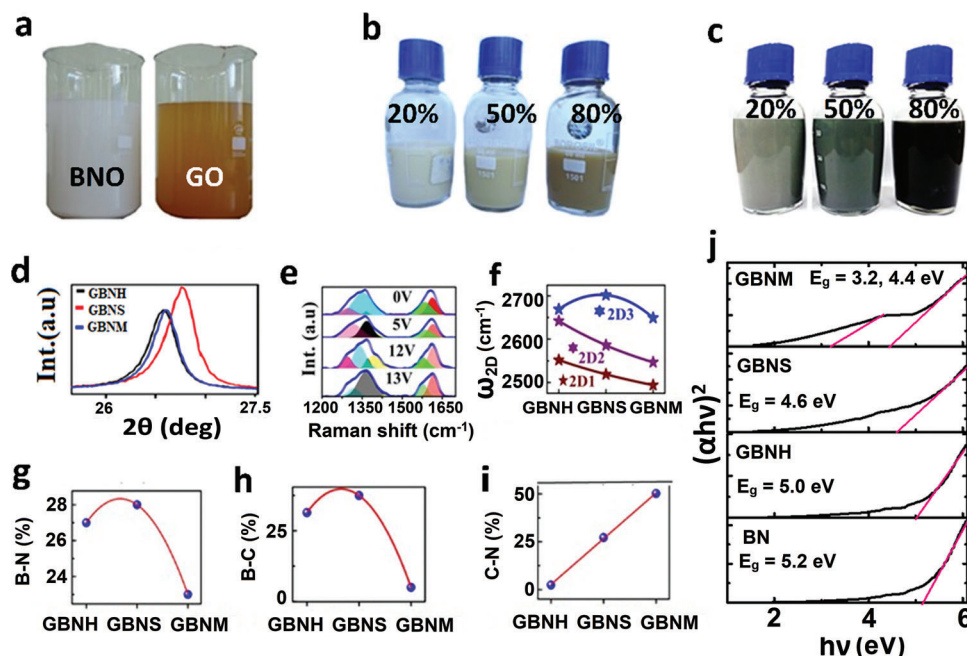 a
BNO
GO
b
20%
50%
80%
1501
c
20%
50%
80%
d
GBNH
GBNS
GBNM
Int.(a.u)
26
27.5
2θ (deg)
e
0V
5V
12V
13V
Int. (a.u)
1200
1350
1500
1650
Raman shift (cm⁻¹)
f
2700
2650
2550
2500
ω2D (cm⁻¹)
2D3
2D2
2D1
GBNH
GBNS
GBNM
g
28
26
24
B-N (%)
GBNH
GBNS
GBNM
h
25
0
B-C (%)
GBNH
GBNS
GBNM
i
50
25
0
C-N (%)
GBNH
GBNS
GBNM
j
GBNM
Eg = 3.2, 4.4 eV
GBNS
Eg = 4.6 eV
GBNH
Eg = 5.0 eV
BN
Eg = 5.2 eV
(αhν)²
2
4
6
hν (eV)